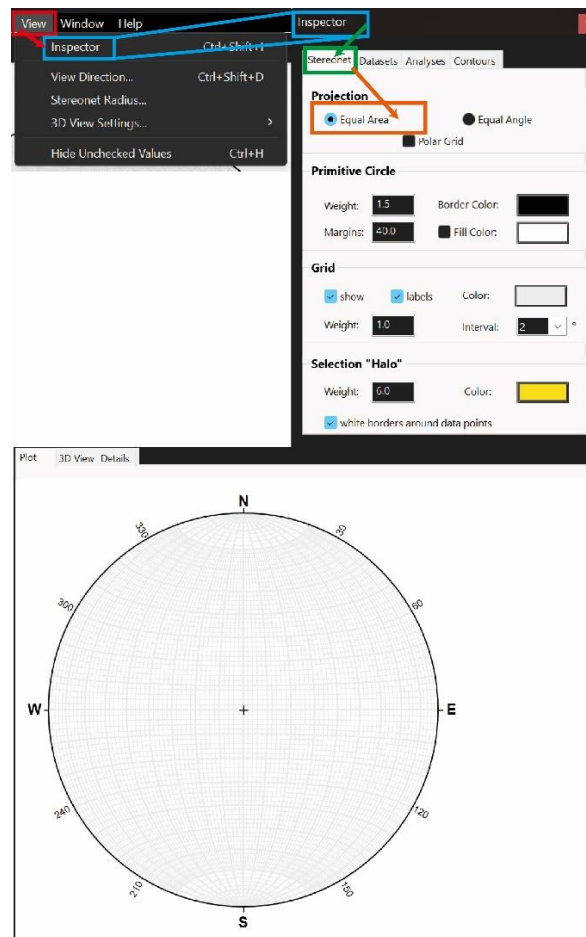 View Window Help
Inspector Ctrl+Shift+I
View Direction... Ctrl+Shift+D
Stereonet Radius...
3D View Settings... >
Hide Unchecked Values Ctrl+H
Inspector
Stereonet Datasets Analyses Contours
Projection
Equal Area Equal Angle
Polar Grid
Primitive Circle
Weight: 1.5 Border Color:
Margins: 40.0 Fill Color:
Grid
show labels Color:
Weight: 1.0 Interval: 2 °
Selection "Halo"
Weight: 6.0 Color:
white borders around data points
Plot 3D View Details
N
330 30
300 60
W E
240 120
210 150
S